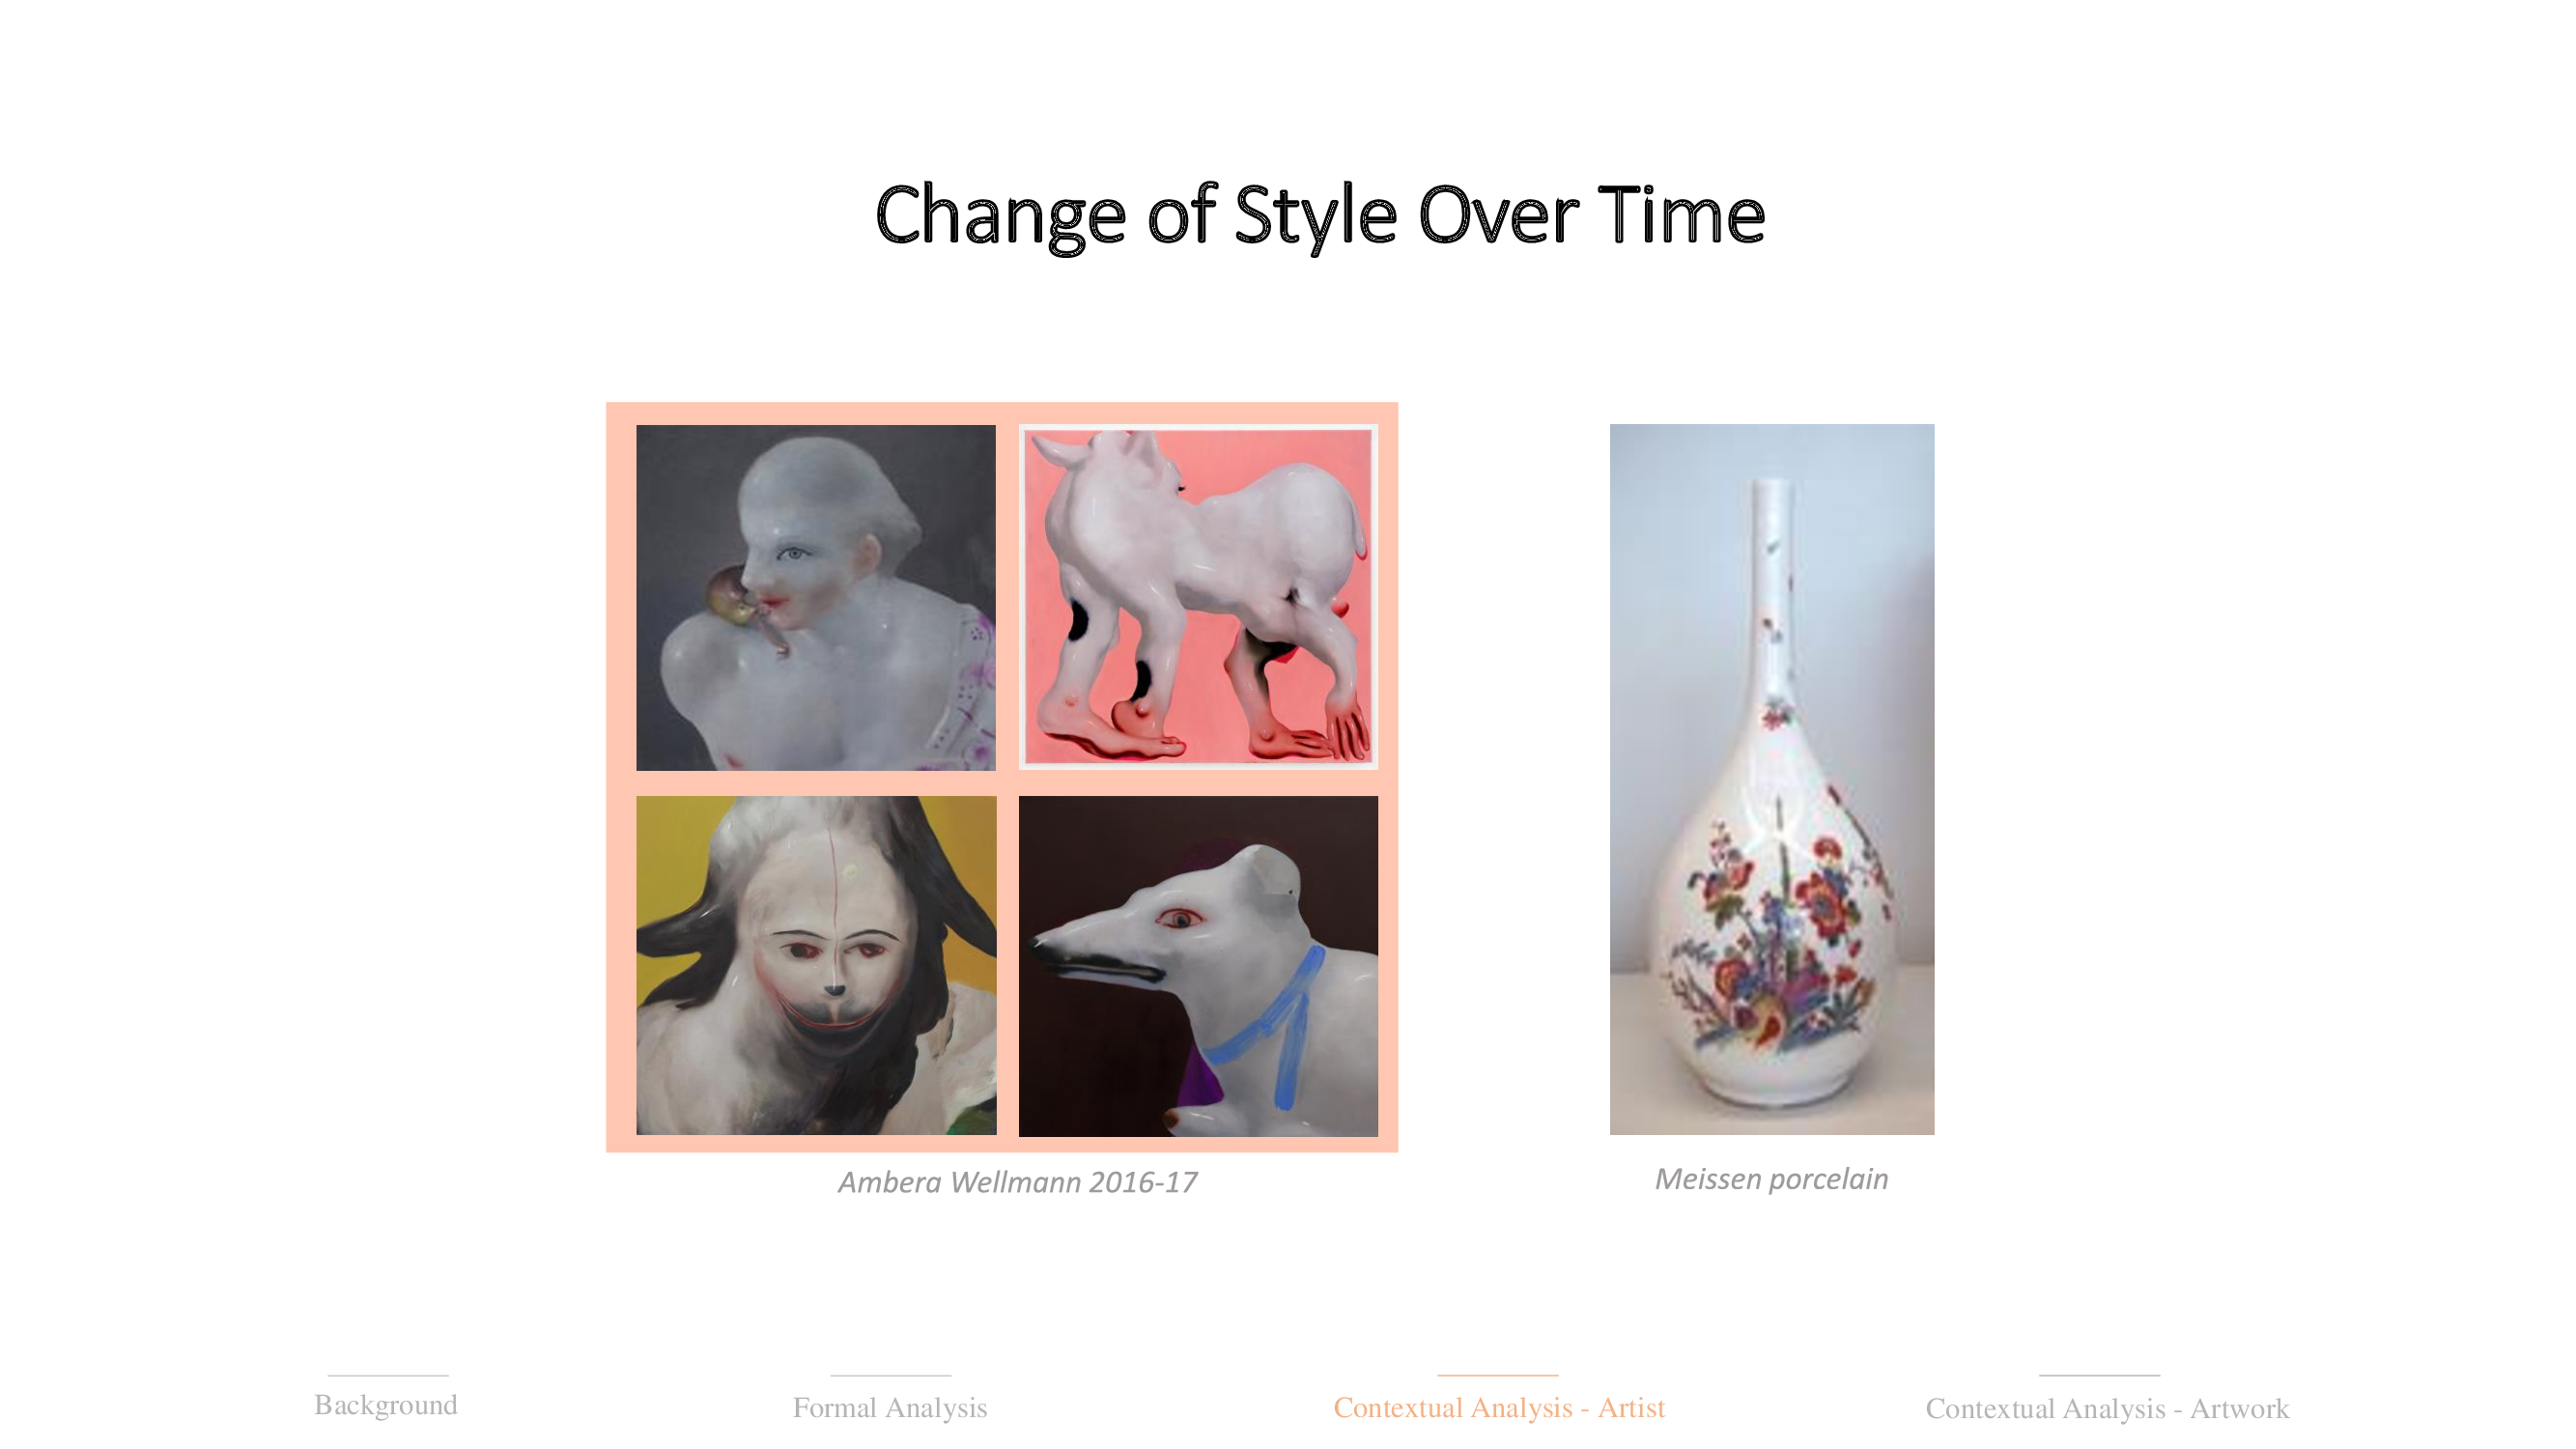 Change of Style Over Time
Ambera Wellmann 2016-17
Meissen porcelain
Background
Formal Analysis
Contextual Analysis - Artist
Contextual Analysis - Artwork